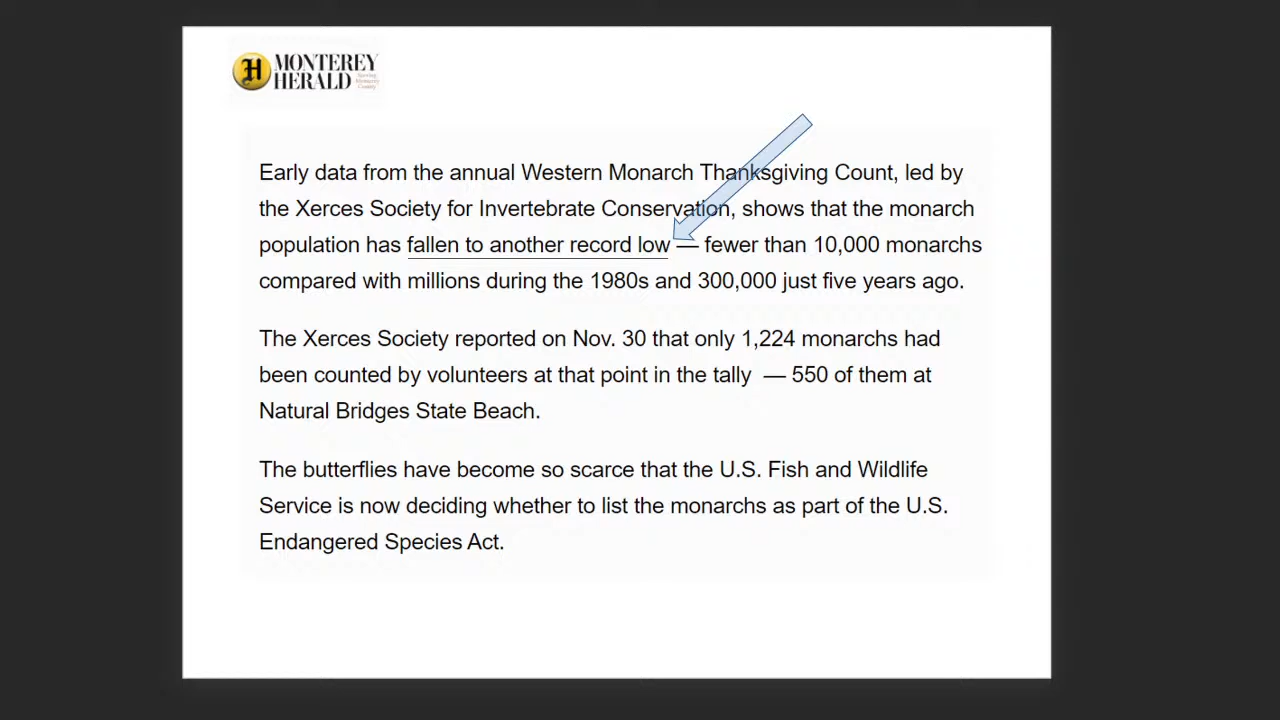 H MONTEREY
HERALD Serving
Monterey
County
Early data from the annual Western Monarch Thanksgiving Count, led by
the Xerces Society for Invertebrate Conservation, shows that the monarch
population has fallen to another record low — fewer than 10,000 monarchs
compared with millions during the 1980s and 300,000 just five years ago.
The Xerces Society reported on Nov. 30 that only 1,224 monarchs had
been counted by volunteers at that point in the tally — 550 of them at
Natural Bridges State Beach.
The butterflies have become so scarce that the U.S. Fish and Wildlife
Service is now deciding whether to list the monarchs as part of the U.S.
Endangered Species Act.